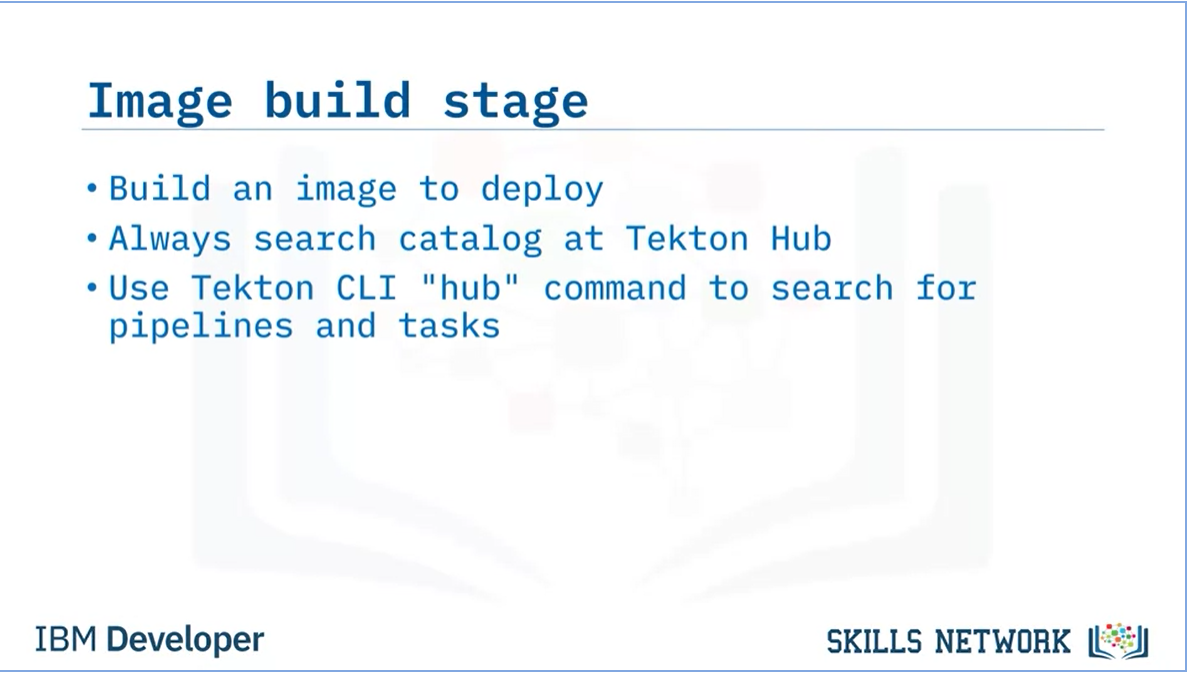 Image build stage
• Build an image to deploy
• Always search catalog at Tekton Hub
• Use Tekton CLI "hub" command to search for
pipelines and tasks
IBM Developer
SKILLS NETWORK